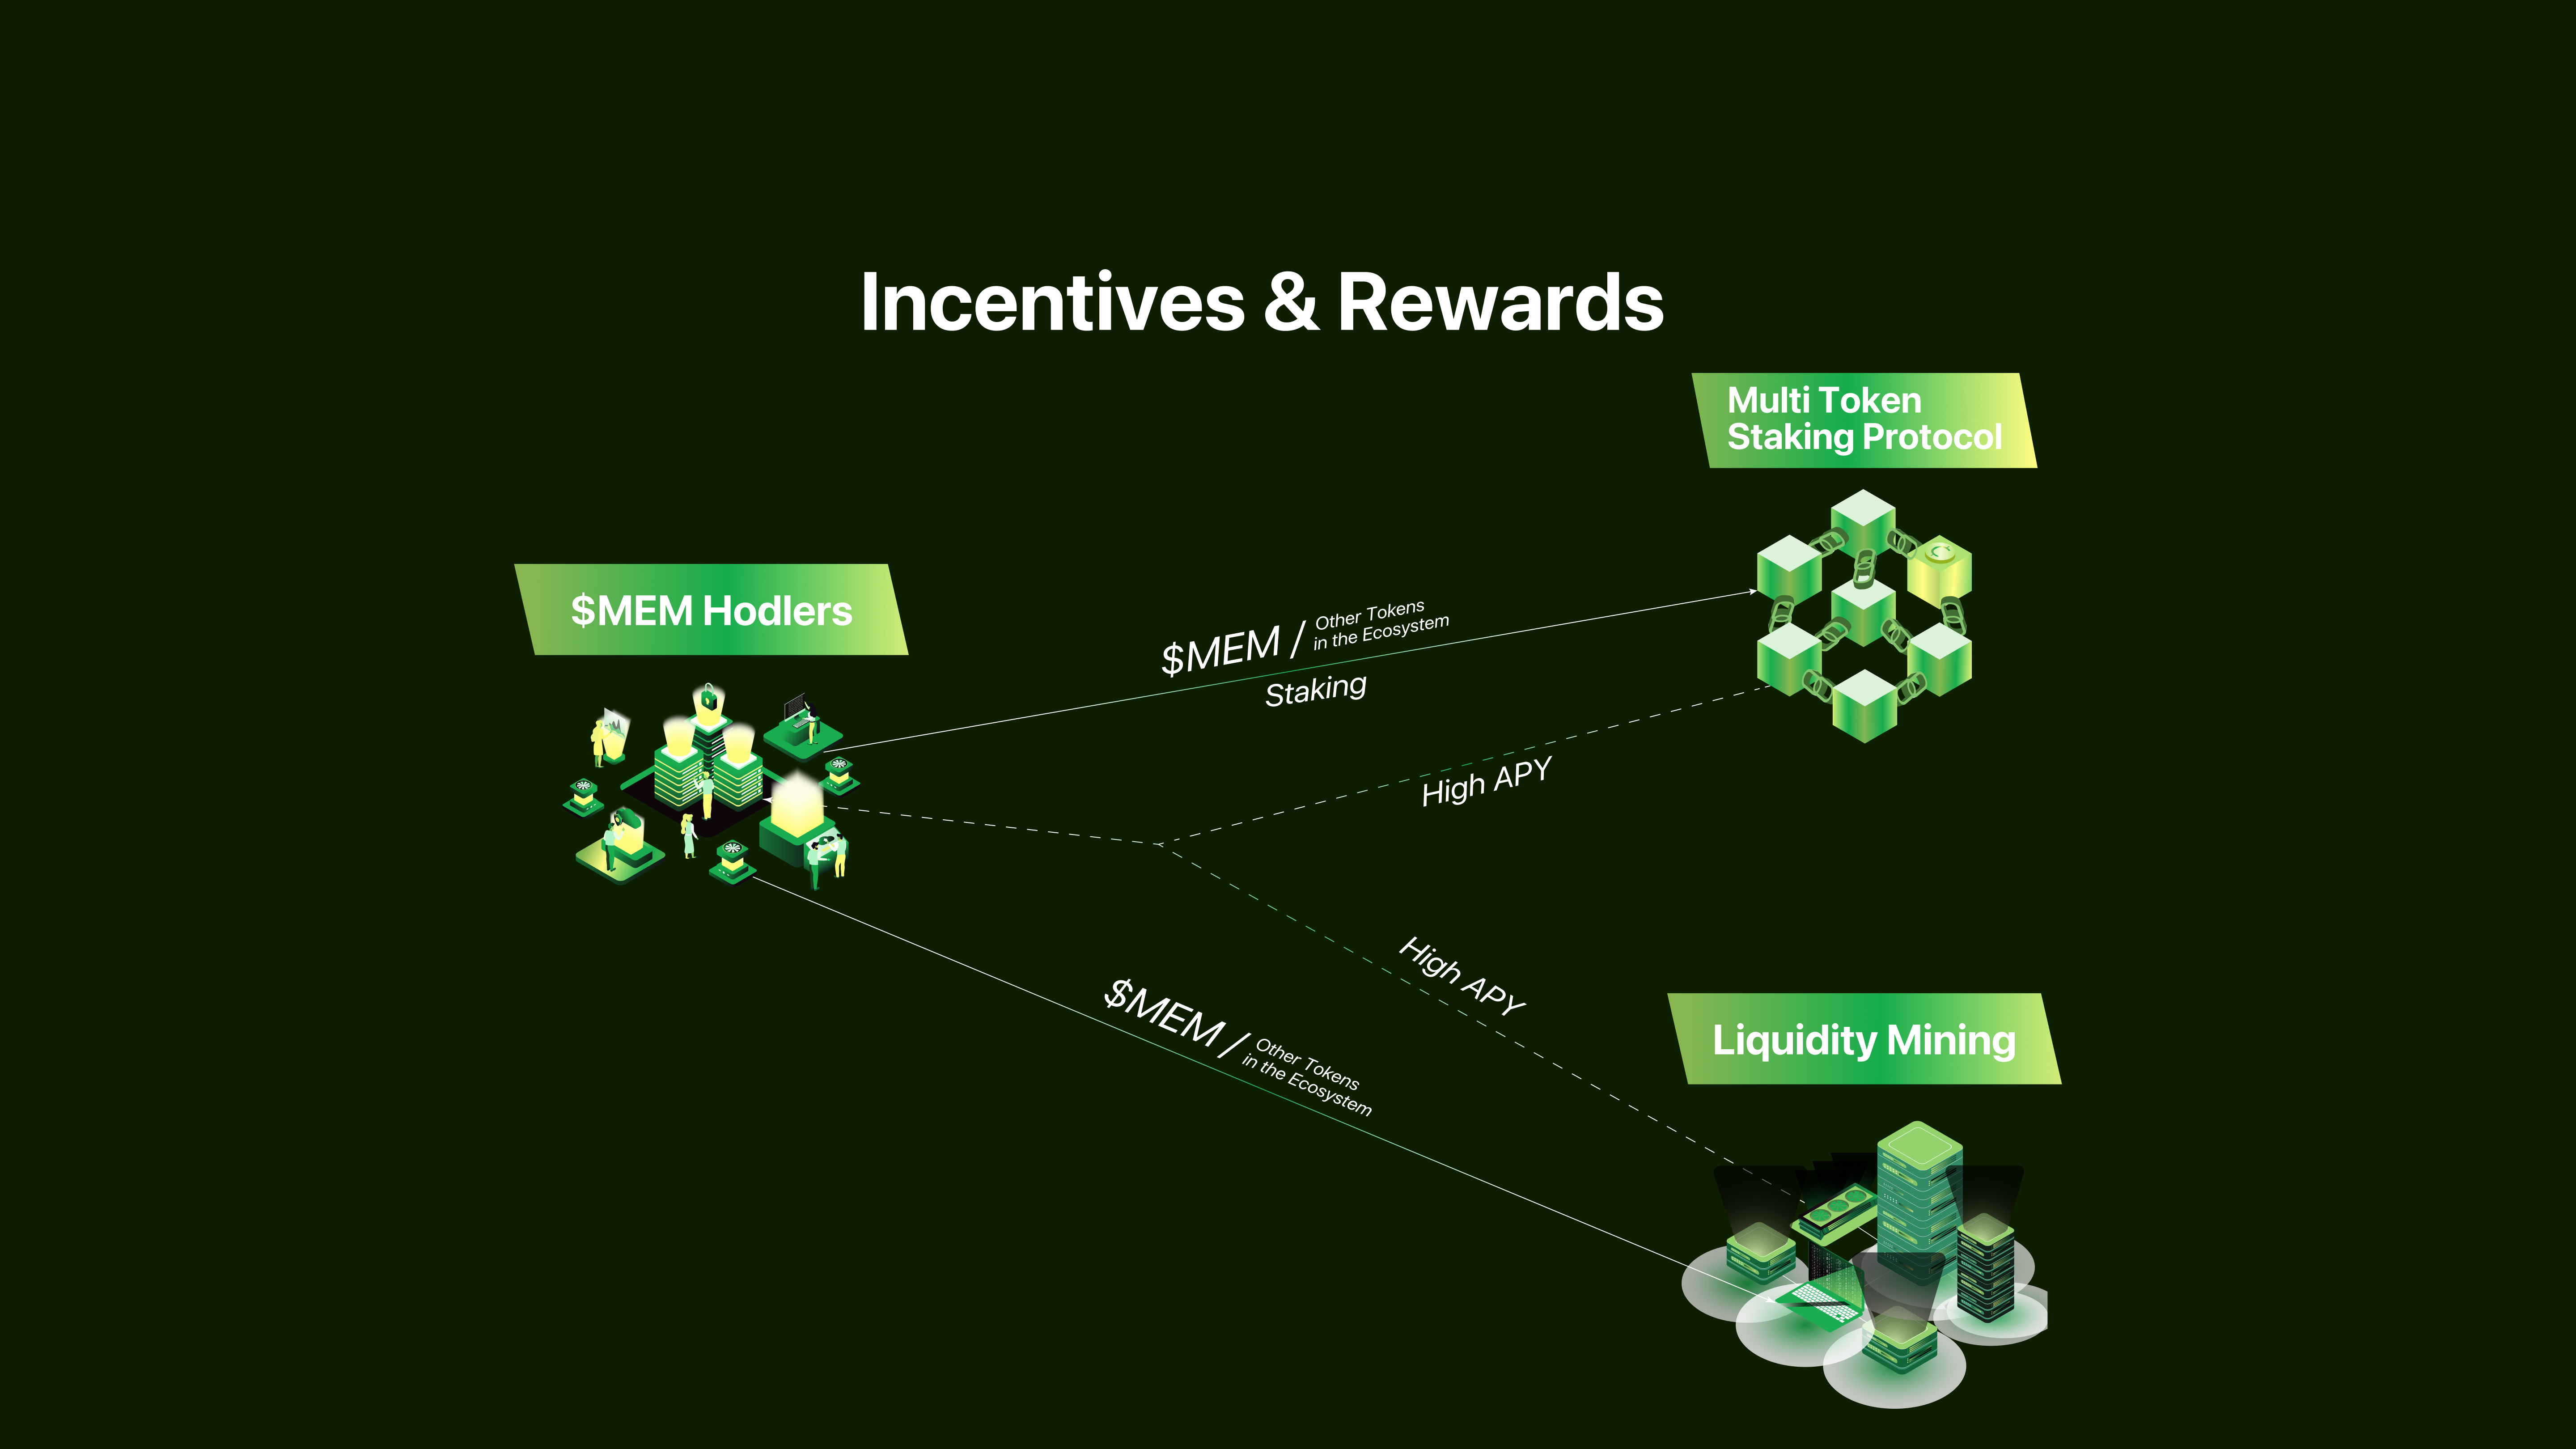 Incentives & Rewards
Multi Token
Staking Protocol
$MEM Hodlers
$MEM / Other Tokens
in the Ecosystem
Staking
High APY
High APY
$MEM / Other Tokens
in the Ecosystem
Liquidity Mining